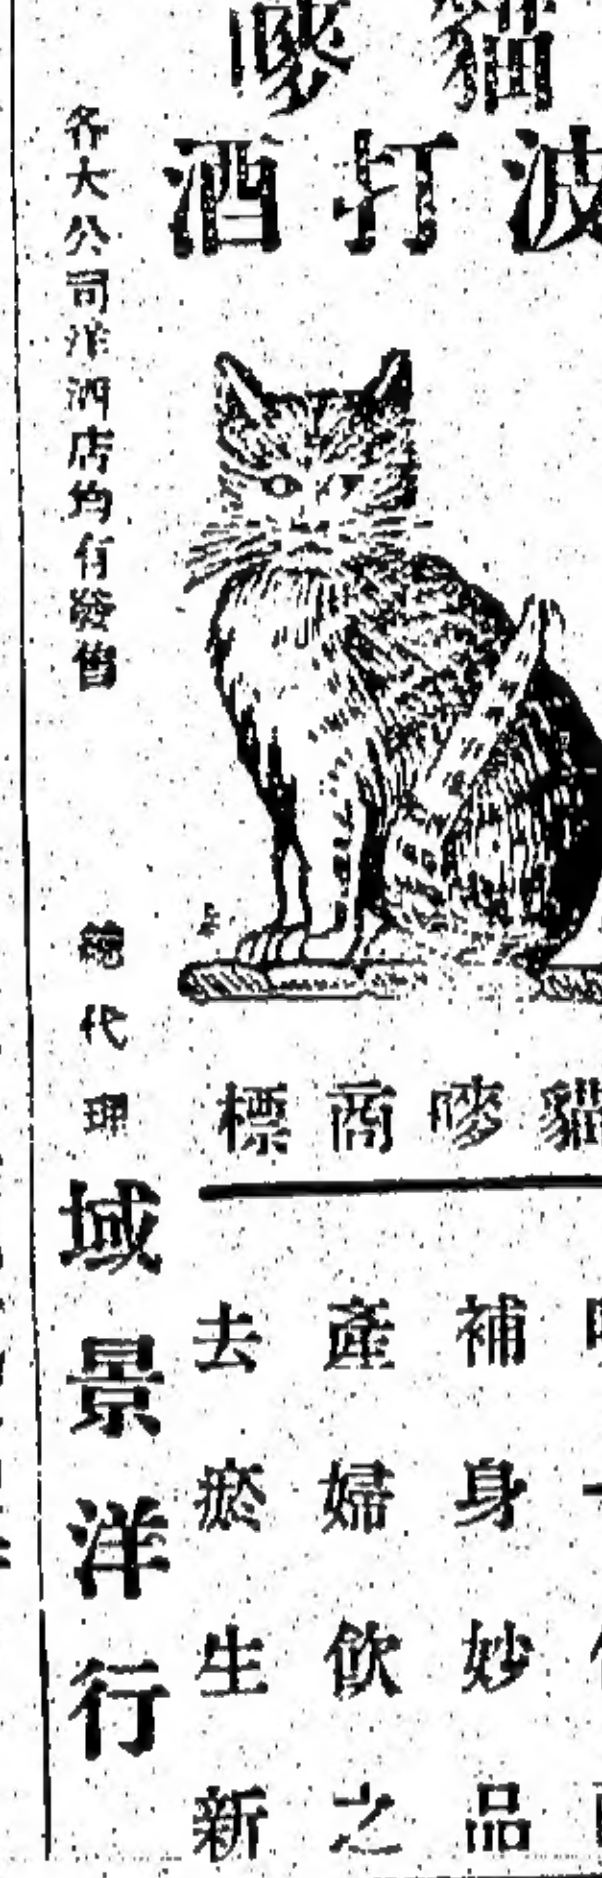 貓嘜
波打酒
貓嘜商標
補身妙品
產婦飲之
去瘀生新
各大公司洋酒店均有發售
總代理
域景洋行